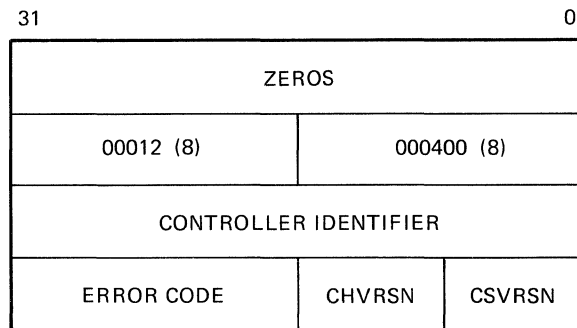 31 0
ZEROS
00012 (8) 000400 (8)
CONTROLLER IDENTIFIER
ERROR CODE CHVRSN CSVRSN